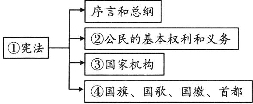 ①宪法
序言和总纲
②公民的基本权利和义务
③国家机构
④国旗、国歌、国徽、首都